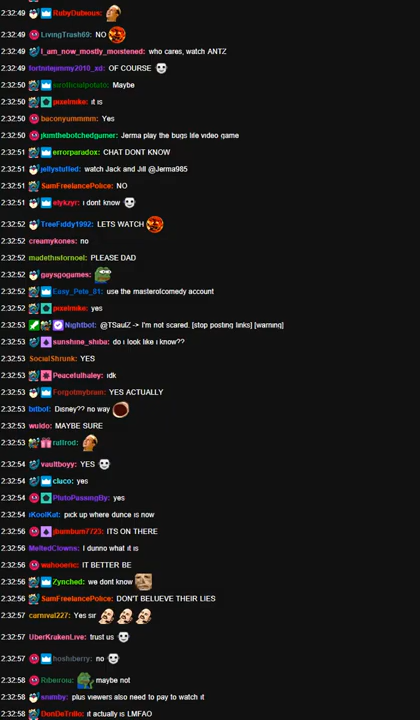 2:32:49 RubyDubious:
2:32:49 LivingTrash69: NO
2:32:49 i_am_now_mostly_moistened: who cares, watch ANTZ
2:32:49 fortnitepmmy2010_xd: OF COURSE
2:32:50 sirofficialpotato: Maybe
2:32:50 pixelmike: it is
2:32:50 baconyummmm: Yes
2:32:50 jkmthebotchedgamer: Jerma play the bugs life video game
2:32:51 errorparadox: CHAT DONT KNOW
2:32:51 jellystuffed: watch Jack and Jill @Jerma985
2:32:51 SamFreelancePolice: NO
2:32:51 elykzyr: i dont know
2:32:52 TreeFiddy1992: LETS WATCH
2:32:52 creamykones: no
2:32:52 madethisfornoel: PLEASE DAD
2:32:52 guysgogames:
2:32:52 Easy_Pete_81: use the masterofcomedy account
2:32:52 pixelmike: yes
2:32:53 Nightbot: @TSaulZ -> I'm not scared. [stop posting links] [warning]
2:32:53 sunshine_shiba: do i look like i know??
2:32:53 SocialShrunk: YES
2:32:53 Peacefulhaley: idk
2:32:53 Forgotmybrain: YES ACTUALLY
2:32:53 bitbot: Disney?? no way
2:32:53 wuldo: MAYBE SURE
2:32:53 ratirod:
2:32:54 vaultboyy: YES
2:32:54 cluco: yes
2:32:54 PlutoPassingBy: yes
2:32:54 iKoolKat: pick up where dunce is now
2:32:56 jburnburn7723: ITS ON THERE
2:32:56 MeltedClowns: I dunno what it is
2:32:56 wahooeric: IT BETTER BE
2:32:56 Zynched: we dont know
2:32:56 SamFreelancePolice: DON'T BELUEVE THEIR LIES
2:32:57 carnival227: Yes sir
2:32:57 UberKrakenLive: trust us
2:32:57 hoshiberry: no
2:32:58 Ribeiroiu: maybe not
2:32:58 snimby: plus viewers also need to pay to watch it
2:32:58 DonDeTrillo: it actually is LMFAO